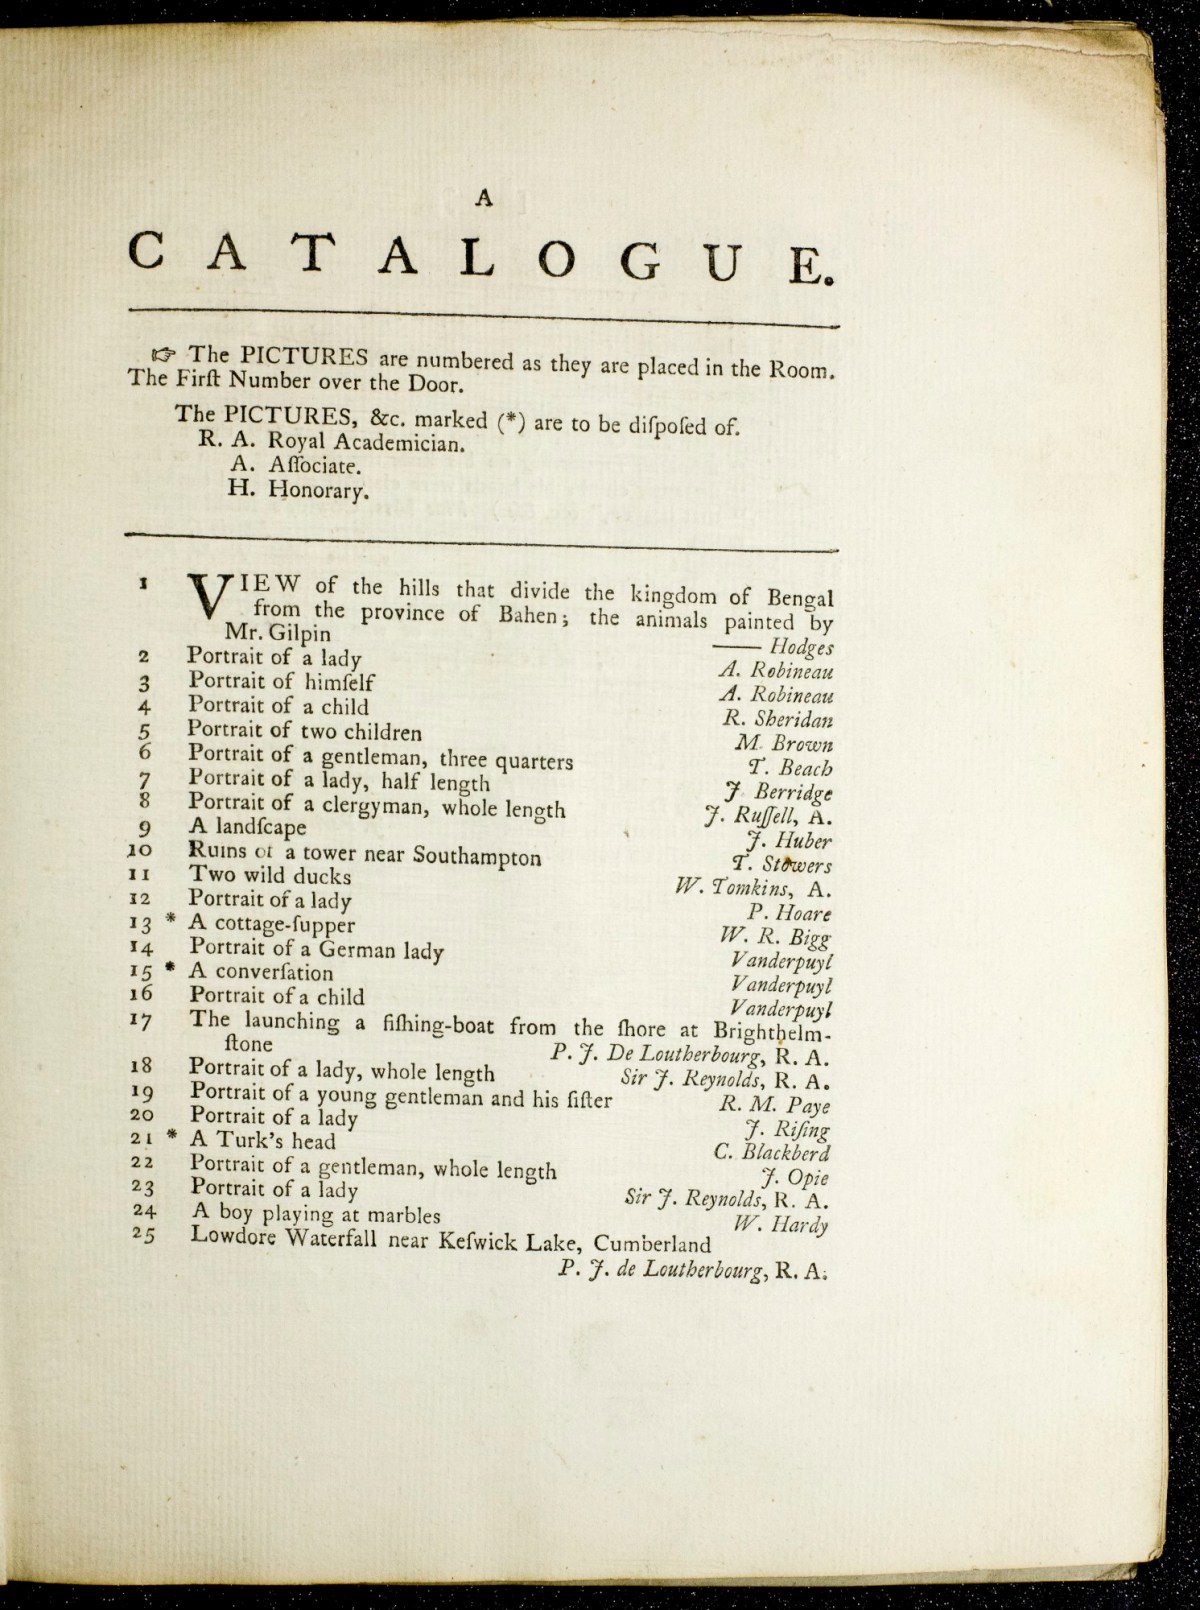 A
CATALOGUE.
☞ The PICTURES are numbered as they are placed in the Room.
The Firſt Number over the Door.
The PICTURES, &c. marked (*) are to be diſpoſed of.
R. A. Royal Academician.
A. Aſſociate.
H. Honorary.
1 VIEW of the hills that divide the kingdom of Bengal
from the province of Bahen; the animals painted by
Mr. Gilpin —— Hodges
2 Portrait of a lady A. Robineau
3 Portrait of himſelf A. Robineau
4 Portrait of a child R. Sheridan
5 Portrait of two children M. Brown
6 Portrait of a gentleman, three quarters T. Beach
7 Portrait of a lady, half length J. Berridge
8 Portrait of a clergyman, whole length J. Ruſſell, A.
9 A landſcape J. Huber
10 Ruins of a tower near Southampton T. Stowers
11 Two wild ducks W. Tomkins, A.
12 Portrait of a lady P. Hoare
13 * A cottage-ſupper W. R. Bigg
14 Portrait of a German lady Vanderpuyl
15 * A converſation Vanderpuyl
16 Portrait of a child Vanderpuyl
17 The launching a fiſhing-boat from the ſhore at Brighthelm-
ſtone P. J. De Loutherbourg, R. A.
18 Portrait of a lady, whole length Sir J. Reynolds, R. A.
19 Portrait of a young gentleman and his ſiſter R. M. Paye
20 Portrait of a lady J. Riſing
21 * A Turk's head C. Blackberd
22 Portrait of a gentleman, whole length J. Opie
23 Portrait of a lady Sir J. Reynolds, R. A.
24 A boy playing at marbles W. Hardy
25 Lowdore Waterfall near Keſwick Lake, Cumberland
P. J. de Loutherbourg, R. A.